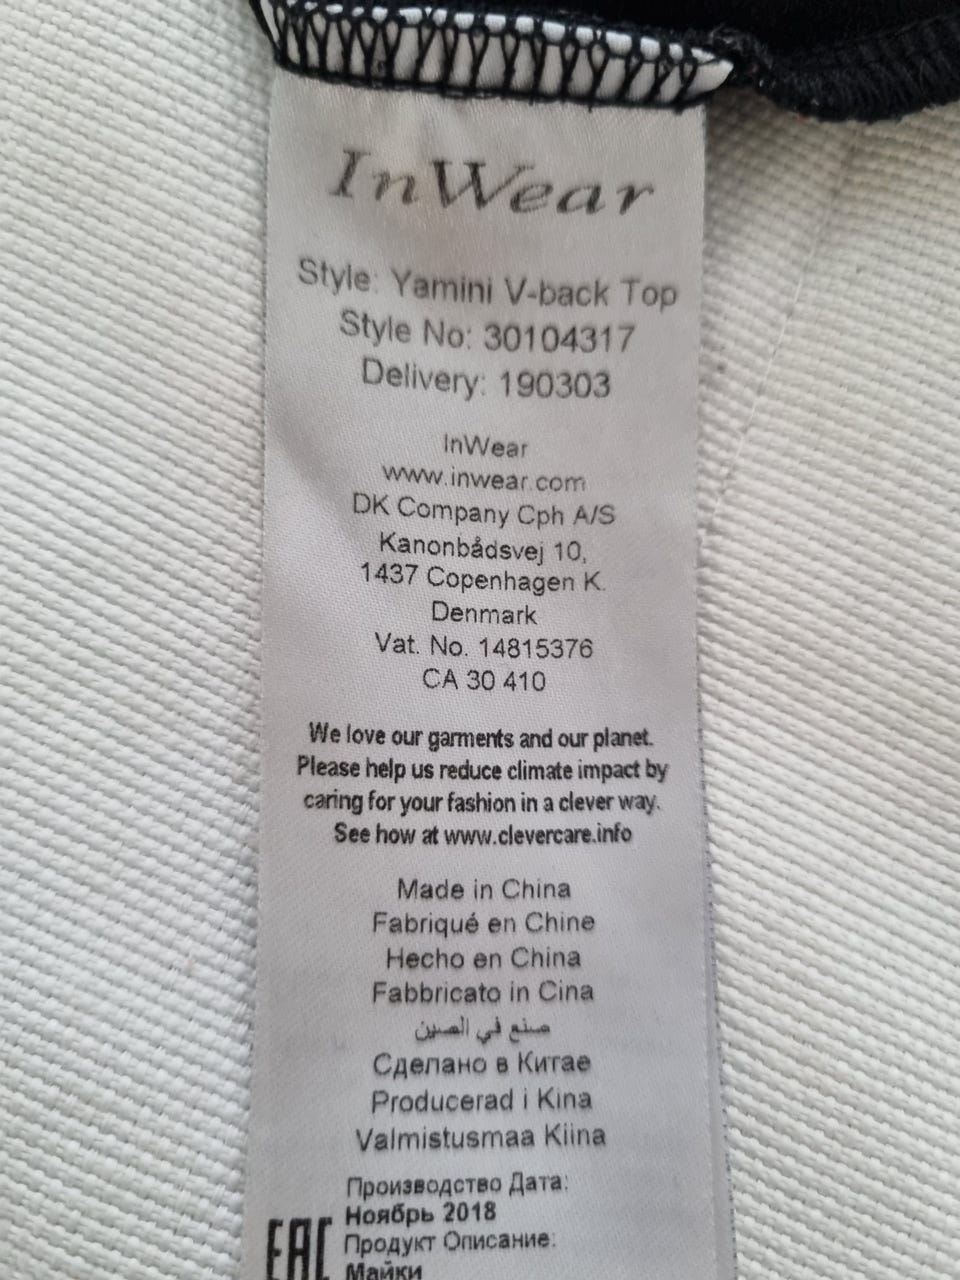 InWear
Style: Yamini V-back Top
Style No: 30104317
Delivery: 190303
InWear
www.inwear.com
DK Company Cph A/S
Kanonbådsvej 10,
1437 Copenhagen K.
Denmark
Vat. No. 14815376
CA 30 410
We love our garments and our planet.
Please help us reduce climate impact by
caring for your fashion in a clever way.
See how at www.clevercare.info
Made in China
Fabriqué en Chine
Hecho en China
Fabbricato in Cina
صنع في الصين
Сделано в Китае
Producerad i Kina
Valmistusmaa Kiina
Производство Дата:
Ноябрь 2018
EAC Продукт Описание:
Майки